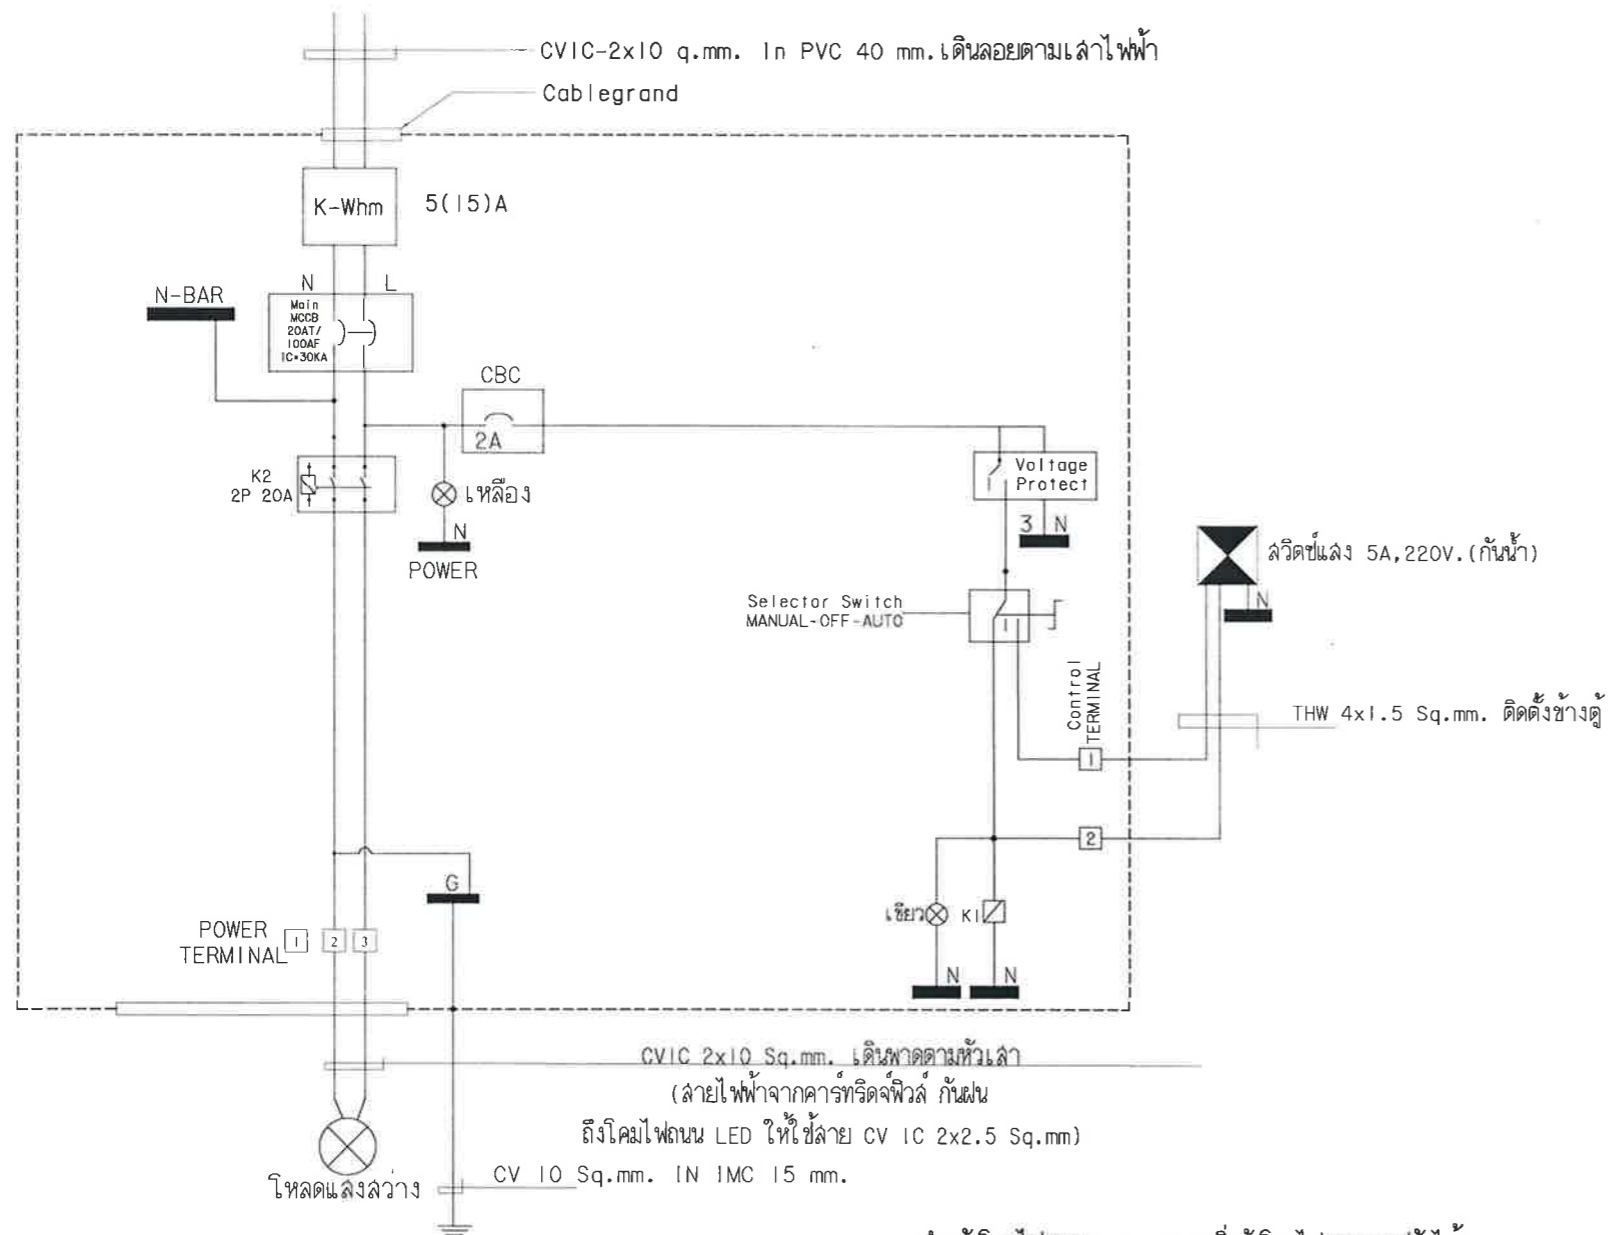 CV1C-2x10 q.mm. In PVC 40 mm. เดินลอยตามเสาไฟฟ้า
Cablegrand
K-Whm
5(15)A
N
L
N-BAR
Main
MCCB
20AT/
100AF
IC=30KA
CBC
2A
K2
2P 20A
เหลือง
N
POWER
Voltage
Protect
3 N
สวิตช์แสง 5A,220V.(กันน้ำ)
N
Selector Switch
MANUAL-OFF-AUTO
Control
TERMINAL
THW 4x1.5 Sq.mm. ติดตั้งข้างตู้
1
2
G
เขียว
K1
POWER
TERMINAL
1
2
3
N
N
CV1C 2x10 Sq.mm. เดินพาดตามหัวเสา
(สายไฟฟ้าจากคาร์ทริดจ์ฟิวส์ กันฝน
ถึงโคมไฟถนน LED ให้ใช้สาย CV 1C 2x2.5 Sq.mm)
โหลดแสงสว่าง
CV 10 Sq.mm. IN IMC 15 mm.